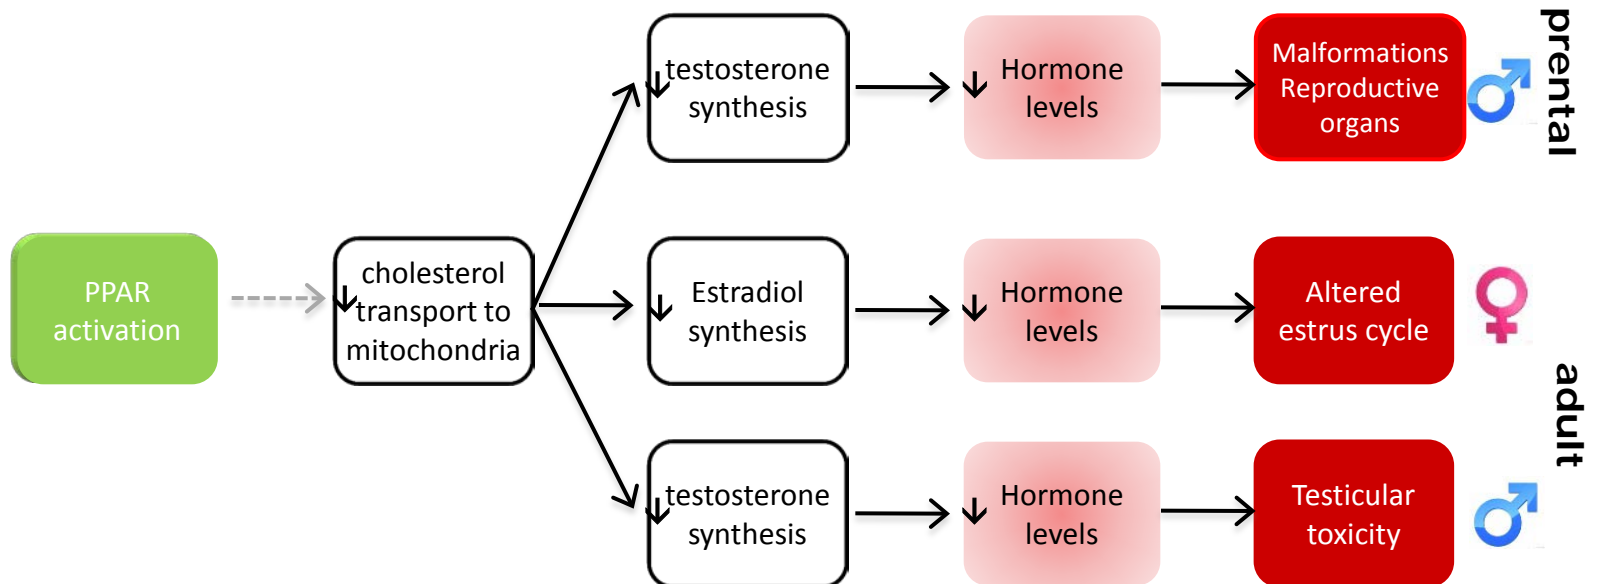 ↓ testosterone
synthesis
↓ Hormone
levels
Malformations
Reproductive
organs
prental
PPAR
activation
↓ cholesterol
transport to
mitochondria
↓ Estradiol
synthesis
↓ Hormone
levels
Altered
estrus cycle
adult
↓ testosterone
synthesis
↓ Hormone
levels
Testicular
toxicity